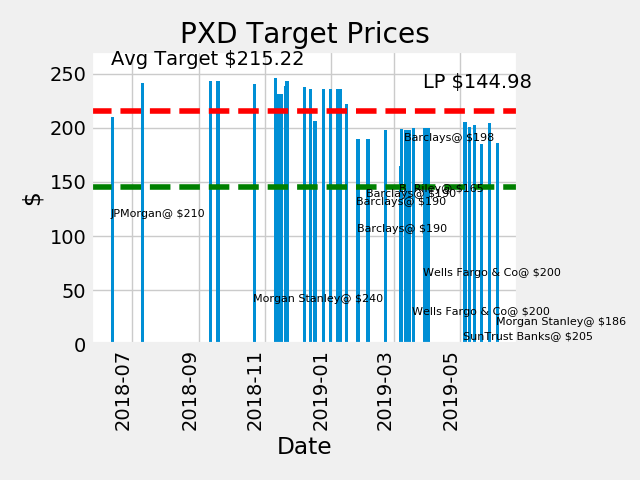 PXD Target Prices
Avg Target $215.22
LP $144.98
250
200
150
100
50
0
$
Barclays@ $198
B. Riley@ $165
Barclays@ $190
Barclays@ $190
JPMorgan@ $210
Barclays@ $190
Wells Fargo & Co@ $200
Morgan Stanley@ $240
Wells Fargo & Co@ $200
Morgan Stanley@ $186
SunTrust Banks@ $205
2018-07
2018-09
2018-11
2019-01
2019-03
2019-05
Date